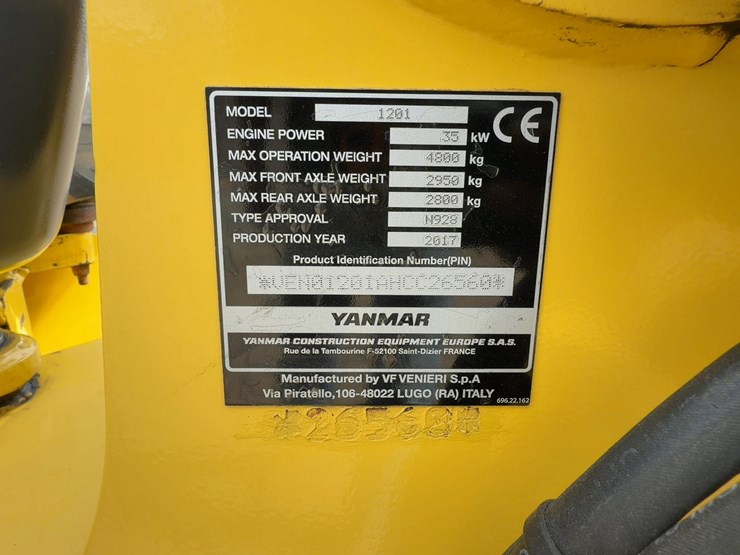 MODEL 1201
CE
ENGINE POWER 35 kW
MAX OPERATION WEIGHT 4800 kg
MAX FRONT AXLE WEIGHT 2950 kg
MAX REAR AXLE WEIGHT 2800 kg
TYPE APPROVAL N928
PRODUCTION YEAR 2017
Product Identification Number(PIN)
*VEN01201AHCC26560*
YANMAR
YANMAR CONSTRUCTION EQUIPMENT EUROPE S.A.S.
Rue de la Tambourine F-52100 Saint-Dizier FRANCE
Manufactured by VF VENIERI S.p.A
Via Piratello,106-48022 LUGO (RA) ITALY
696.22.162
*26560*